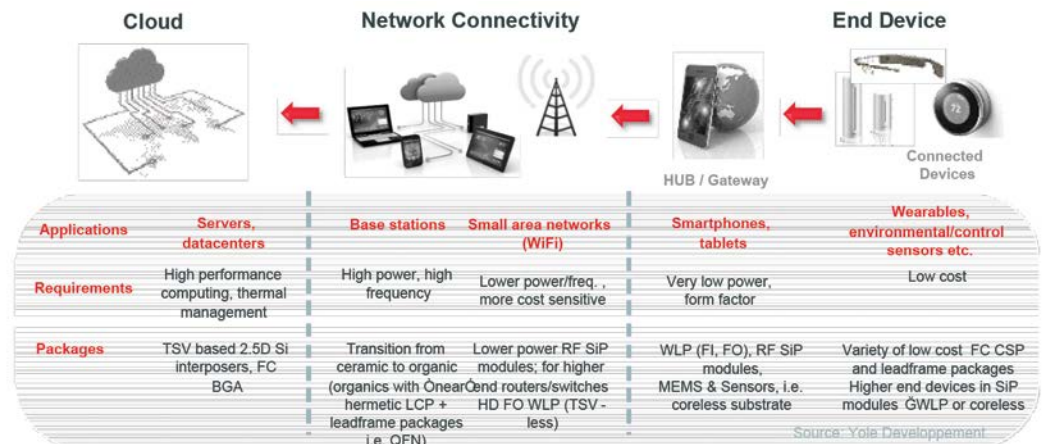 Cloud
Network Connectivity
End Device
72
HUB / Gateway
Connected
Devices
Applications
Servers,
datacenters
Base stations
Small area networks
(WiFi)
Smartphones,
tablets
Wearables,
environmental/control
sensors etc.
Requirements
High performance
computing, thermal
management
High power, high
frequency
Lower power/freq. ,
more cost sensitive
Very low power,
form factor
Low cost
Packages
TSV based 2.5D Si
interposers, FC
BGA
Transition from
ceramic to organic
(organics with ÒnearÓ
hermetic LCP +
leadframe packages
i.e. QFN)
Lower power RF SiP
modules; for higher
end routers/switches
HD FO WLP (TSV -
less)
WLP (FI, FO), RF SiP
modules,
MEMS & Sensors, i.e.
coreless substrate
Variety of low cost FC CSP
and leadframe packages
Higher end devices in SiP
modules ĞWLP or coreless
Source: Yole Developpement